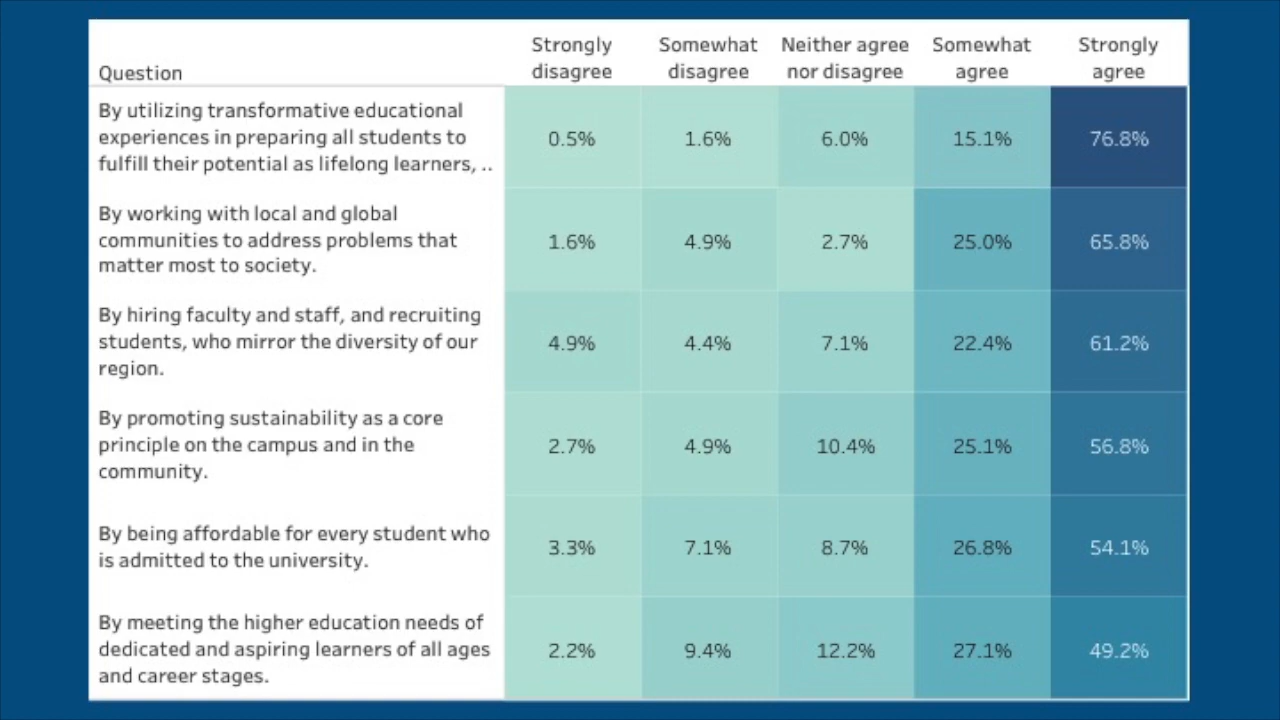 Question
Strongly disagree
Somewhat disagree
Neither agree nor disagree
Somewhat agree
Strongly agree
By utilizing transformative educational
experiences in preparing all students to
fulfill their potential as lifelong learners, ..
0.5% 1.6% 6.0% 15.1% 76.8%
By working with local and global
communities to address problems that
matter most to society.
1.6% 4.9% 2.7% 25.0% 65.8%
By hiring faculty and staff, and recruiting
students, who mirror the diversity of our
region.
4.9% 4.4% 7.1% 22.4% 61.2%
By promoting sustainability as a core
principle on the campus and in the
community.
2.7% 4.9% 10.4% 25.1% 56.8%
By being affordable for every student who
is admitted to the university.
3.3% 7.1% 8.7% 26.8% 54.1%
By meeting the higher education needs of
dedicated and aspiring learners of all ages
and career stages.
2.2% 9.4% 12.2% 27.1% 49.2%